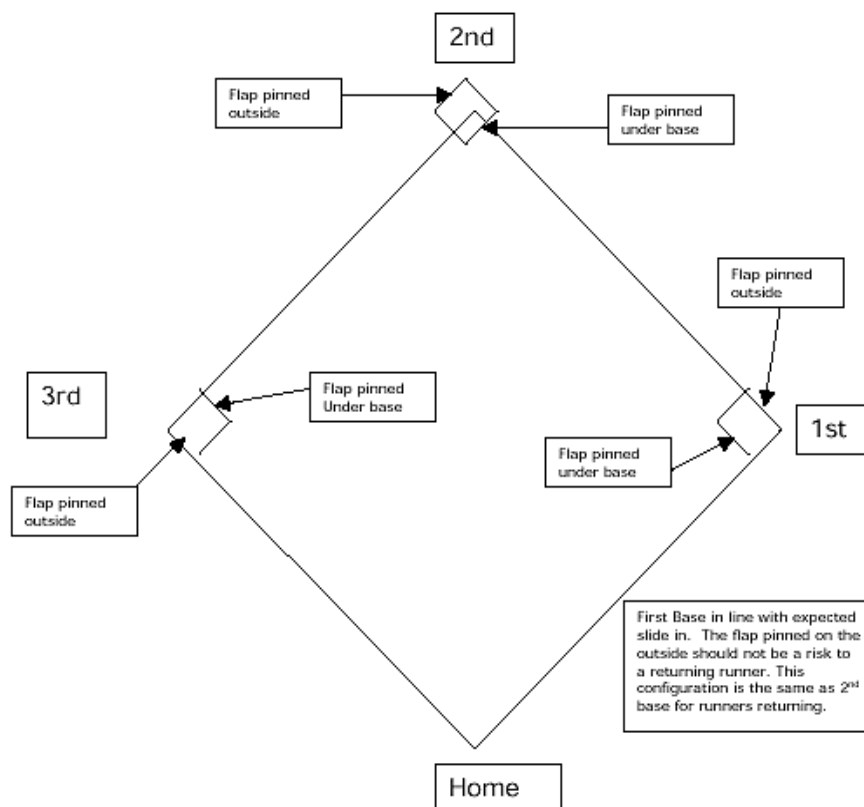 2nd
Flap pinned
outside
Flap pinned
under base
Flap pinned
outside
3rd
Flap pinned
Under base
1st
Flap pinned
under base
Flap pinned
outside
First Base in line with expected
slide in. The flap pinned on the
outside should not be a risk to
a returning runner. This
configuration is the same as 2nd
base for runners returning.
Home